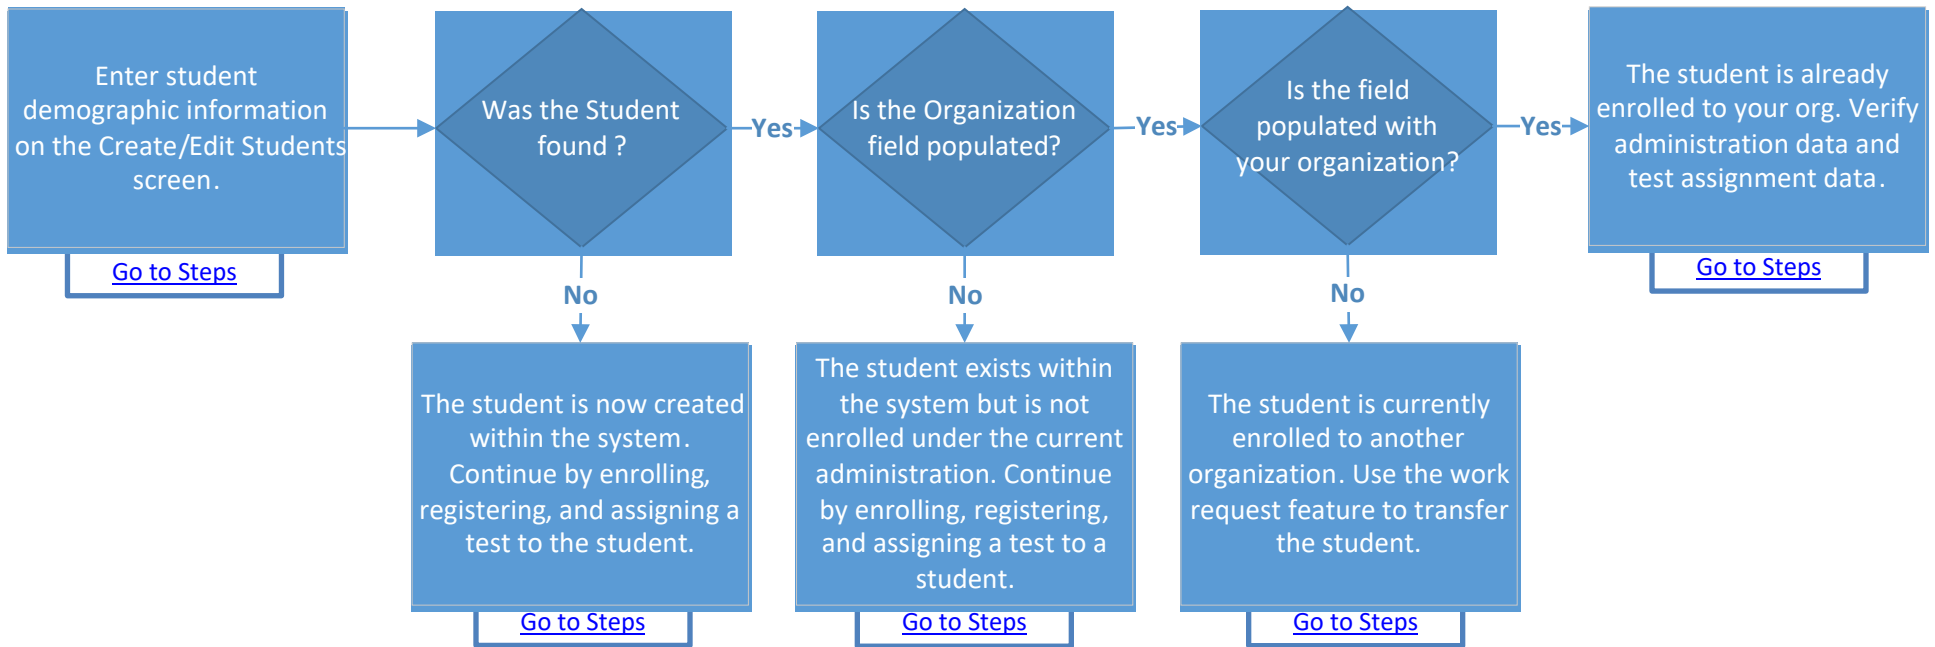 Enter student
demographic information
on the Create/Edit Students
screen.
Go to Steps
Was the Student
found ?
Yes
Is the Organization
field populated?
Yes
Is the field
populated with
your organization?
Yes
The student is already
enrolled to your org. Verify
administration data and
test assignment data.
Go to Steps
No
No
No
The student is now created
within the system.
Continue by enrolling,
registering, and assigning a
test to the student.
Go to Steps
The student exists within
the system but is not
enrolled under the current
administration. Continue
by enrolling, registering,
and assigning a test to a
student.
Go to Steps
The student is currently
enrolled to another
organization. Use the work
request feature to transfer
the student.
Go to Steps